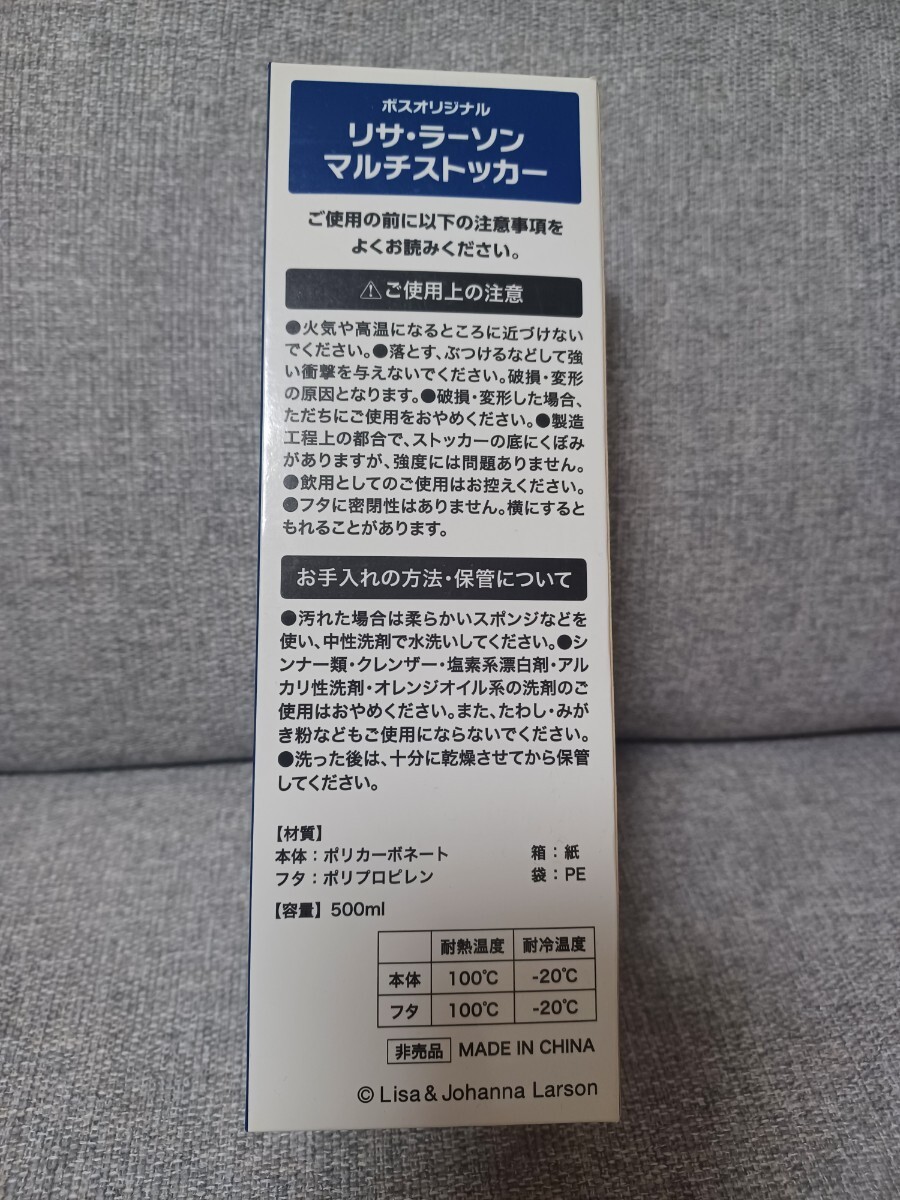 ボスオリジナル
リサ・ラーソン
マルチストッカー
ご使用の前に以下の注意事項を
よくお読みください。
⚠ご使用上の注意
●火気や高温になるところに近づけない
でください。●落とす、ぶつけるなどして強
い衝撃を与えないでください。破損・変形
の原因となります。●破損・変形した場合、
ただちにご使用をおやめください。●製造
工程上の都合で、ストッカーの底にくぼみ
がありますが、強度には問題ありません。
●飲用としてのご使用はお控えください。
●フタに密閉性はありません。横にすると
もれることがあります。
お手入れの方法・保管について
●汚れた場合は柔らかいスポンジなどを
使い、中性洗剤で水洗いしてください。●シ
ンナー類・クレンザー・塩素系漂白剤・アル
カリ性洗剤・オレンジオイル系の洗剤のご
使用はおやめください。また、たわし・みが
き粉などもご使用にならないでください。
●洗った後は、十分に乾燥させてから保管
してください。
【材質】
本体：ポリカーボネート 箱：紙
フタ：ポリプロピレン 袋：PE
【容量】500ml
耐熱温度 耐冷温度
本体 100℃ -20℃
フタ 100℃ -20℃
非売品 MADE IN CHINA
© Lisa & Johanna Larson